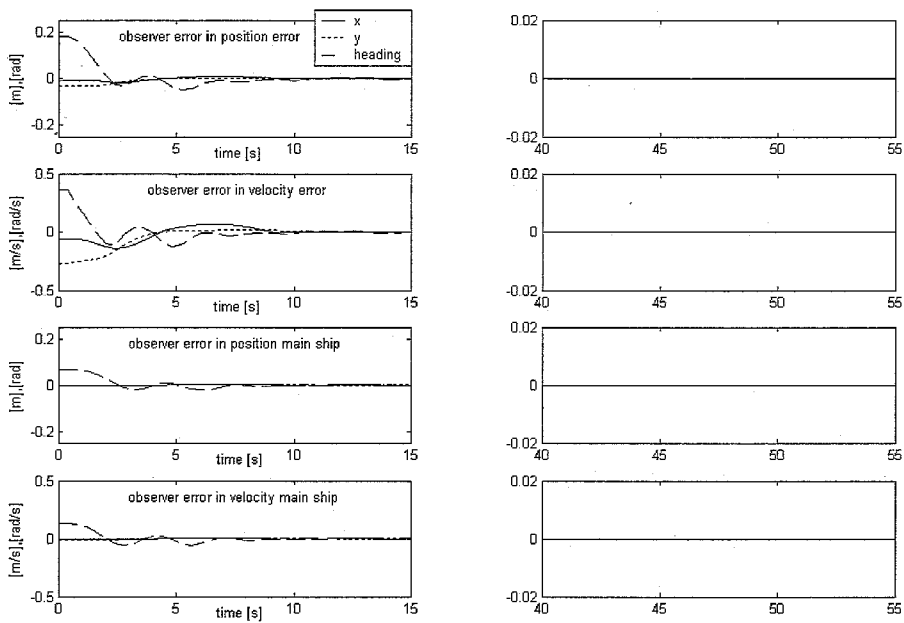 0.2
0
-0.2
[m],[rad]
observer error in position error
x
y
heading
0 5 10 15
time [s]
0.02
0
-0.02
40 45 50 55
0.5
0
-0.5
[m/s],[rad/s]
observer error in velocity error
0 5 10 15
time [s]
0.02
0
-0.02
40 45 50 55
0.2
0
-0.2
[m],[rad]
observer error in position main ship
0 5 10 15
time [s]
0.02
0
-0.02
40 45 50 55
0.5
0
-0.5
[m/s],[rad/s]
observer error in velocity main ship
0 5 10 15
time [s]
0.02
0
-0.02
40 45 50 55